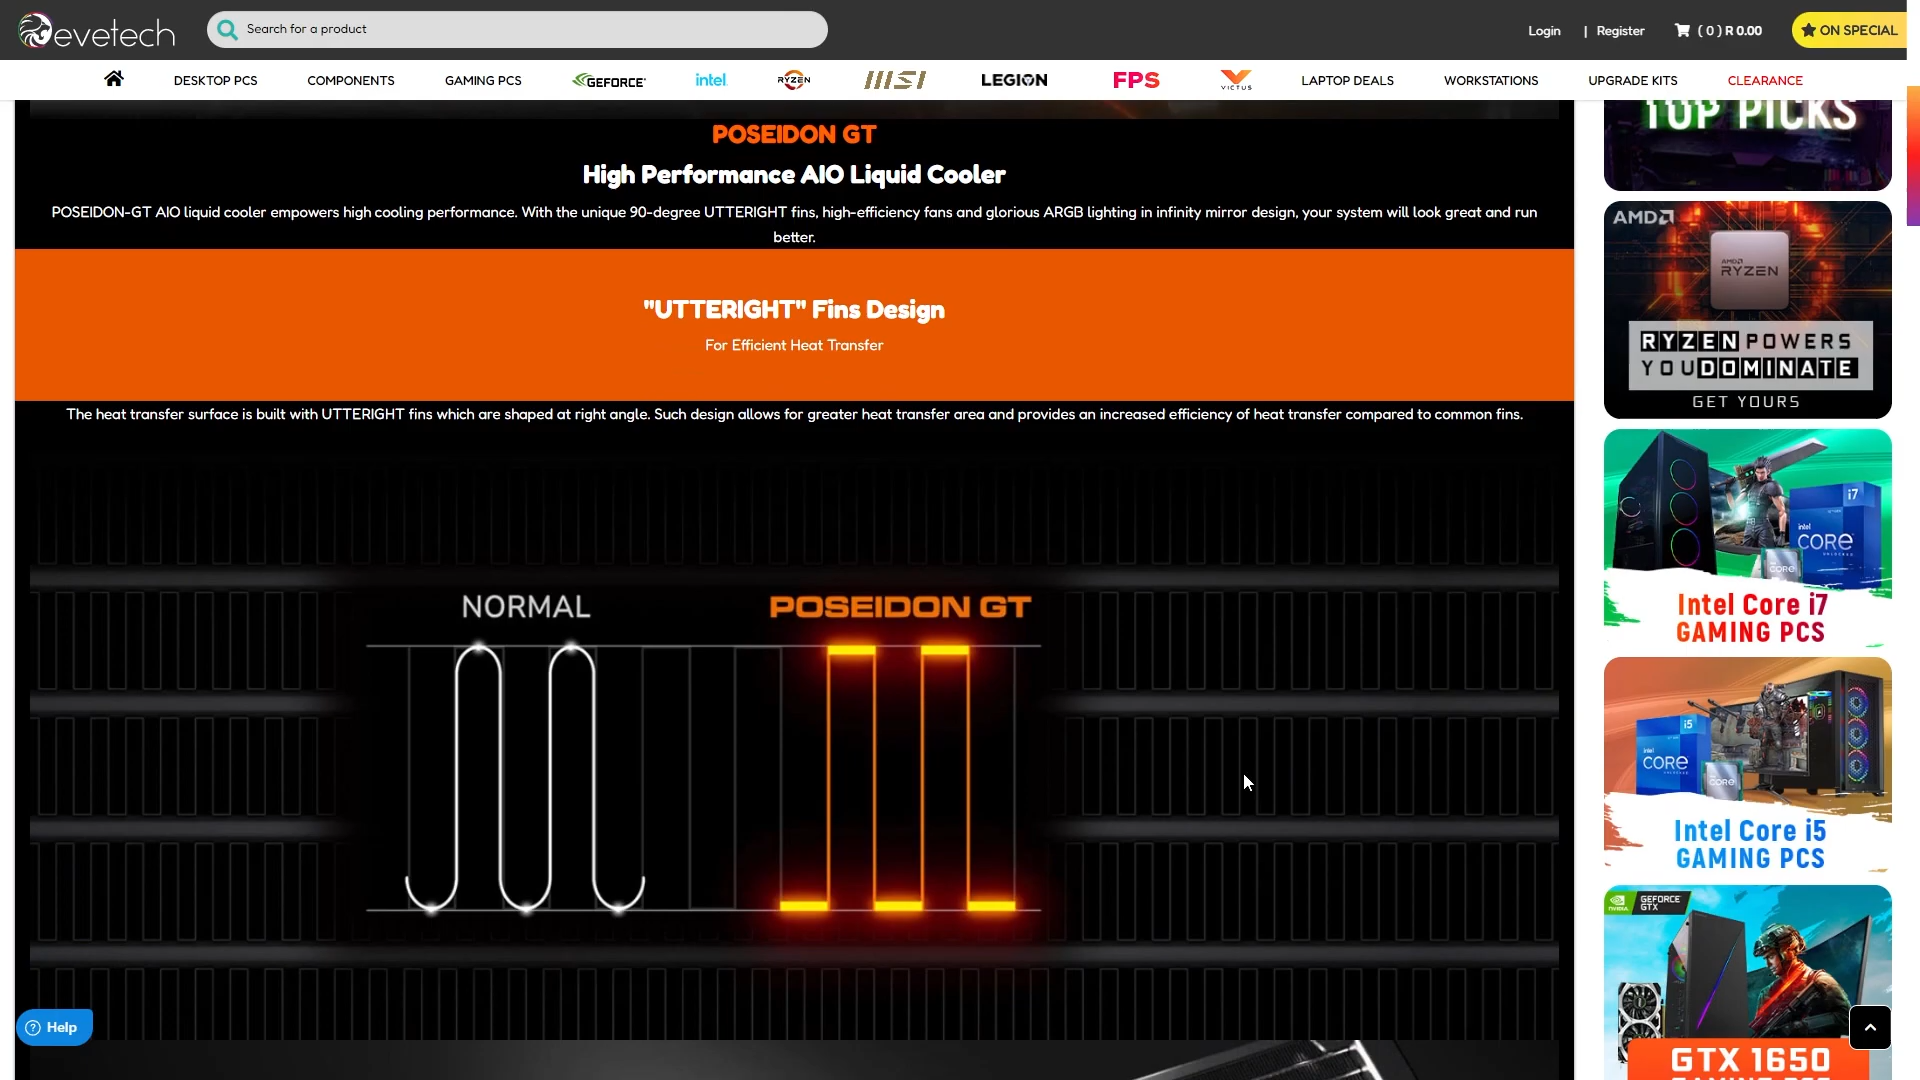 evetech
Search for a product
Login | Register
( 0 ) R 0.00
ON SPECIAL
DESKTOP PCS
COMPONENTS
GAMING PCS
GEFORCE
intel
RYZEN
MSI
LEGION
FPS
VICTUS
LAPTOP DEALS
WORKSTATIONS
UPGRADE KITS
CLEARANCE
POSEIDON GT
High Performance AIO Liquid Cooler
POSEIDON-GT AIO liquid cooler empowers high cooling performance. With the unique 90-degree UTTERIGHT fins, high-efficiency fans and glorious ARGB lighting in infinity mirror design, your system will look great and run
better.
"UTTERIGHT" Fins Design
For Efficient Heat Transfer
The heat transfer surface is built with UTTERIGHT fins which are shaped at right angle. Such design allows for greater heat transfer area and provides an increased efficiency of heat transfer compared to common fins.
NORMAL
POSEIDON GT
Help
TOP PICKS
AMD
AMD
RYZEN
RYZEN POWERS
YOU DOMINATE
GET YOURS
i7
intel
CORE
CORE
Intel Core i7
GAMING PCS
i5
intel
CORE
CORE
Intel Core i5
GAMING PCS
NVIDIA
GEFORCE
GTX
GTX 1650